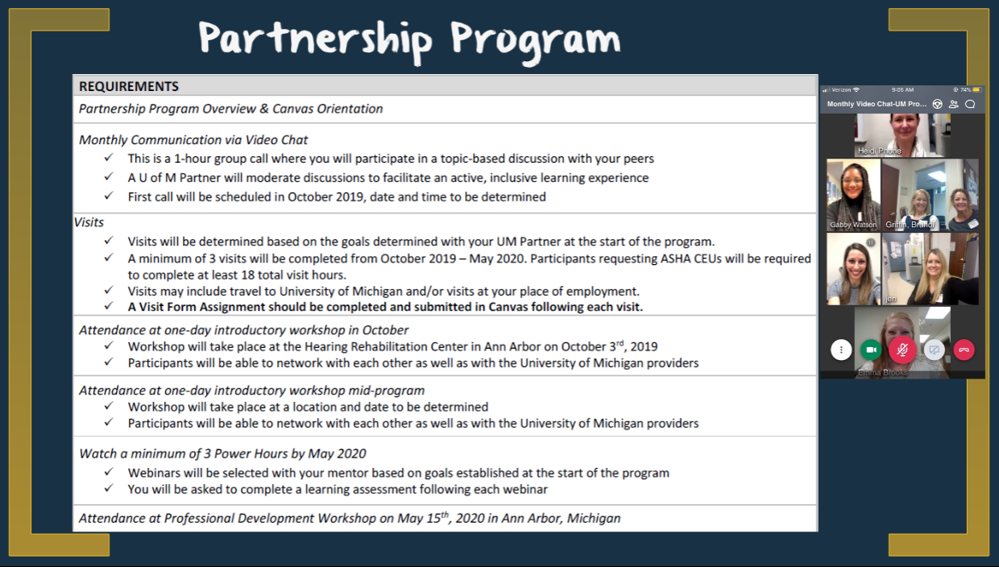 Partnership Program
REQUIREMENTS
Partnership Program Overview & Canvas Orientation
Monthly Communication via Video Chat
✓ This is a 1-hour group call where you will participate in a topic-based discussion with your peers
✓ A U of M Partner will moderate discussions to facilitate an active, inclusive learning experience
✓ First call will be scheduled in October 2019, date and time to be determined
Visits
✓ Visits will be determined based on the goals determined with your UM Partner at the start of the program.
✓ A minimum of 3 visits will be completed from October 2019 – May 2020. Participants requesting ASHA CEUs will be required
to complete at least 18 total visit hours.
✓ Visits may include travel to University of Michigan and/or visits at your place of employment.
✓ A Visit Form Assignment should be completed and submitted in Canvas following each visit.
Attendance at one-day introductory workshop in October
✓ Workshop will take place at the Hearing Rehabilitation Center in Ann Arbor on October 3rd, 2019
✓ Participants will be able to network with each other as well as with the University of Michigan providers
Attendance at one-day introductory workshop mid-program
✓ Workshop will take place at a location and date to be determined
✓ Participants will be able to network with each other as well as with the University of Michigan providers
Watch a minimum of 3 Power Hours by May 2020
✓ Webinars will be selected with your mentor based on goals established at the start of the program
✓ You will be asked to complete a learning assessment following each webinar
Attendance at Professional Development Workshop on May 15th, 2020 in Ann Arbor, Michigan
Verizon 9:05 AM 74%
Monthly Video Chat-UM Pro...
Heidi Phone
Gabby Watson
Griffin, Brandi
jen
Emma Brooks